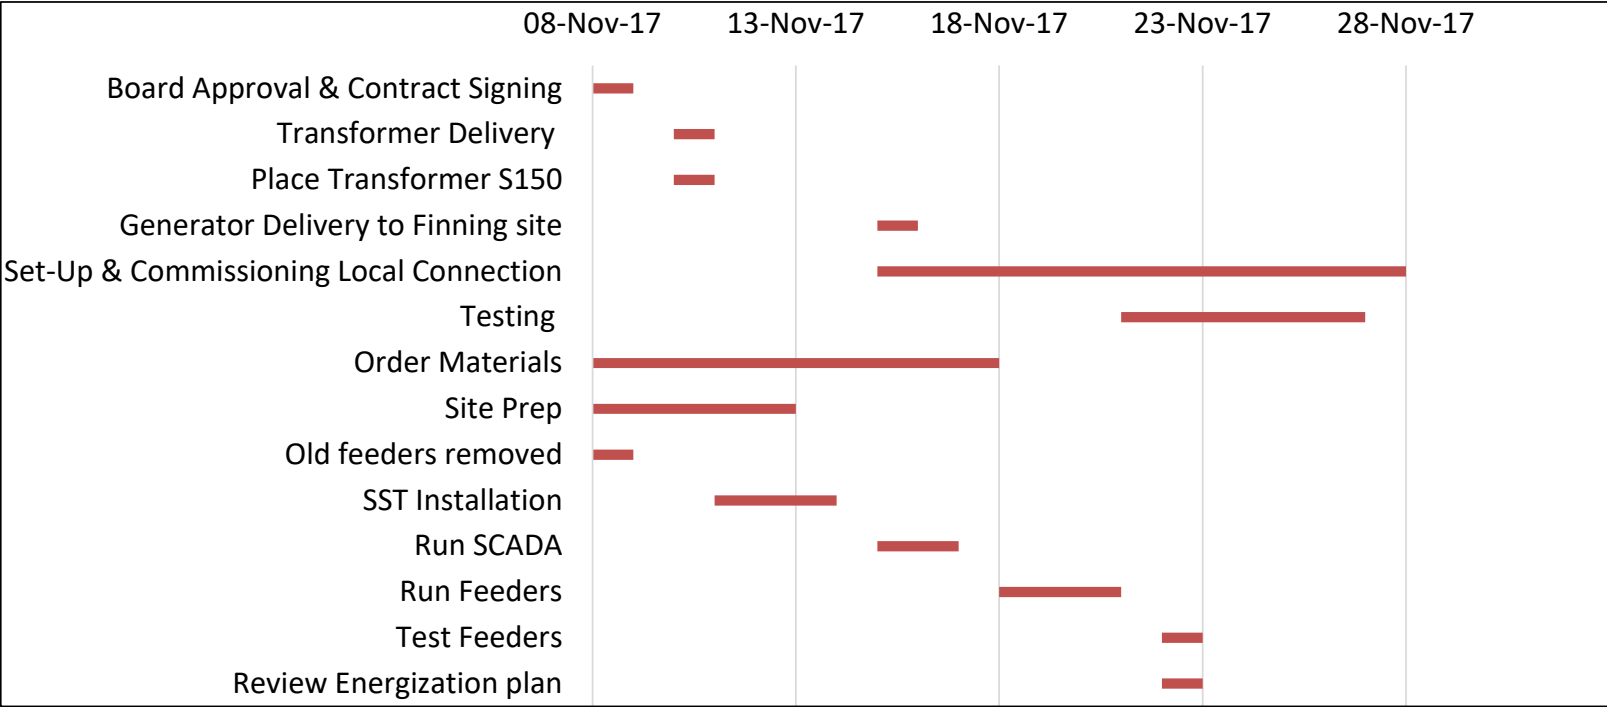 08-Nov-17 13-Nov-17 18-Nov-17 23-Nov-17 28-Nov-17
Board Approval & Contract Signing
Transformer Delivery
Place Transformer S150
Generator Delivery to Finning site
Set-Up & Commissioning Local Connection
Testing
Order Materials
Site Prep
Old feeders removed
SST Installation
Run SCADA
Run Feeders
Test Feeders
Review Energization plan